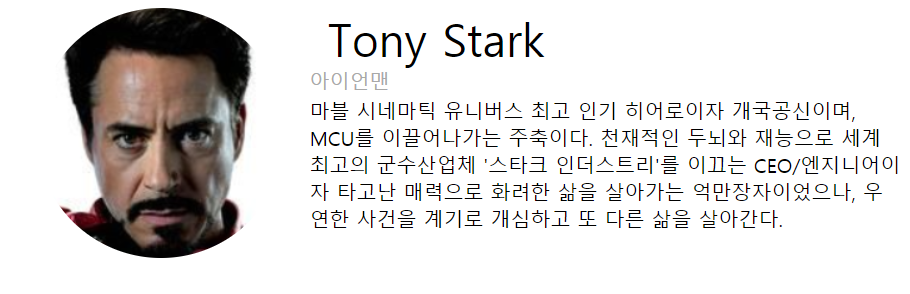 Tony Stark
아이언맨
마블 시네마틱 유니버스 최고 인기 히어로이자 개국공신이며,
MCU를 이끌어나가는 주축이다. 천재적인 두뇌와 재능으로 세계
최고의 군수산업체 '스타크 인더스트리'를 이끄는 CEO/엔지니어이
자 타고난 매력으로 화려한 삶을 살아가는 억만장자이었으나, 우
연한 사건을 계기로 개심하고 또 다른 삶을 살아간다.